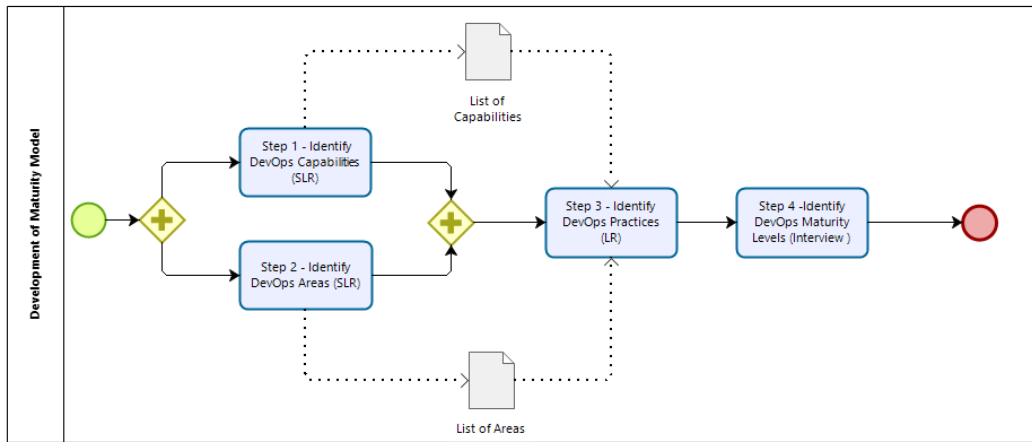 Development of Maturity Model
List of
Capabilities
Step 1 - Identify
DevOps Capabilities
(SLR)
Step 2 - Identify
DevOps Areas (SLR)
Step 3 - Identify
DevOps Practices
(LR)
Step 4 -Identify
DevOps Maturity
Levels (Interview )
List of Areas